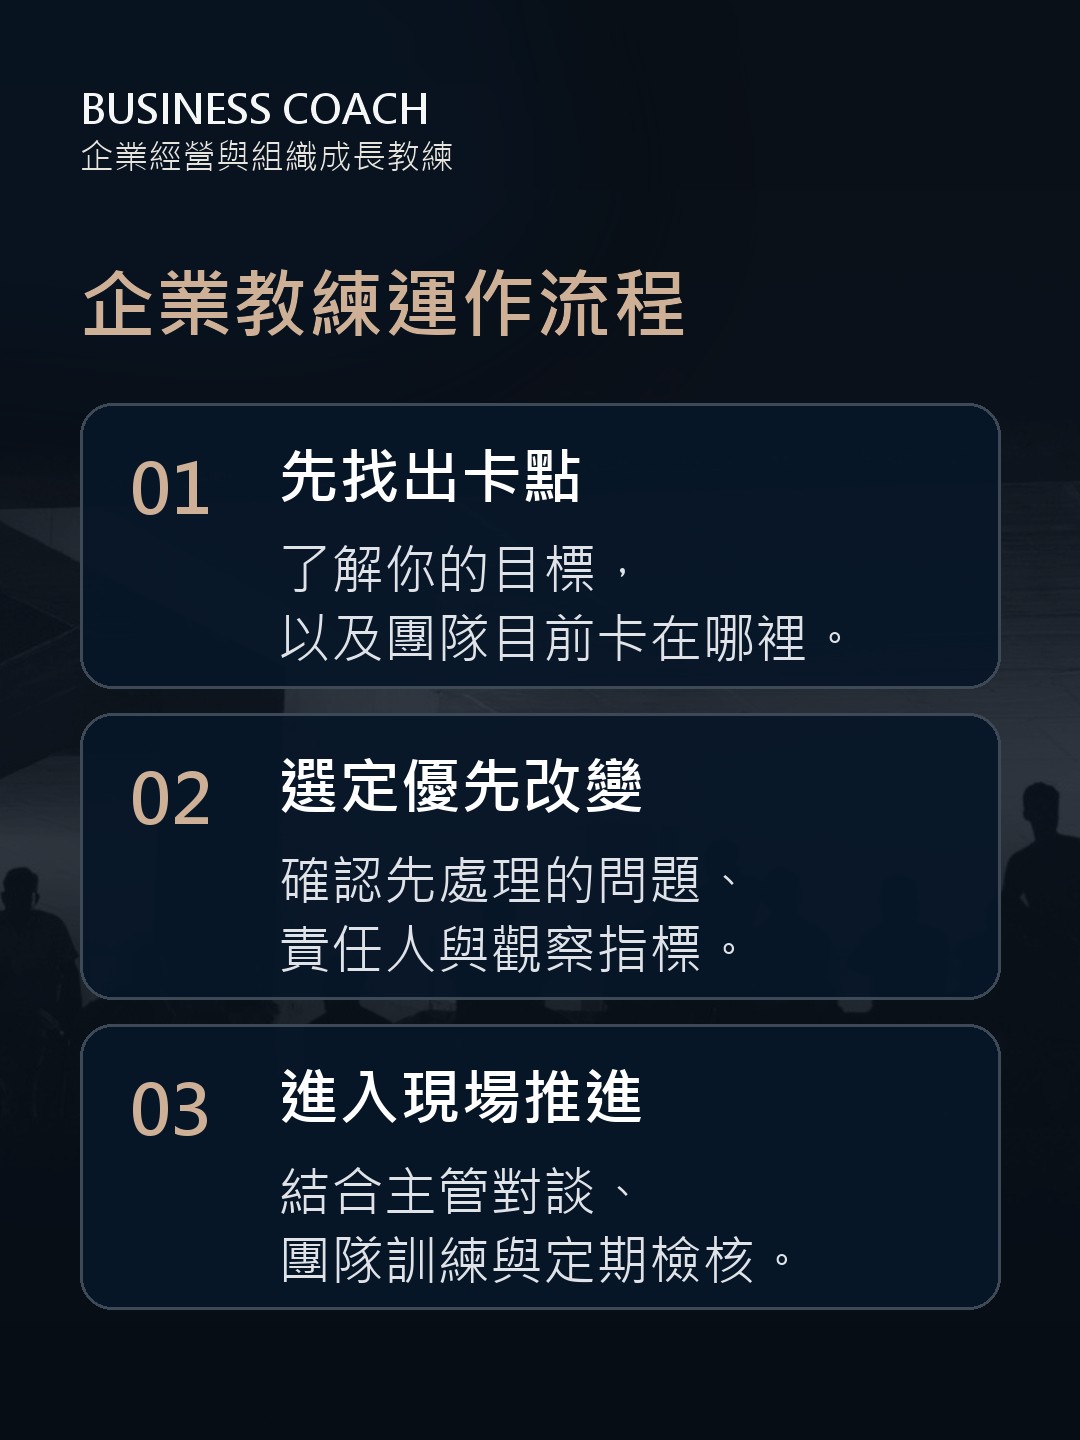 BUSINESS COACH
企業經營與組織成長教練
企業教練運作流程
01
先找出卡點
了解你的目標，
以及團隊目前卡在哪裡。
02
選定優先改變
確認先處理的問題、
責任人與觀察指標。
03
進入現場推進
結合主管對談、
團隊訓練與定期檢核。